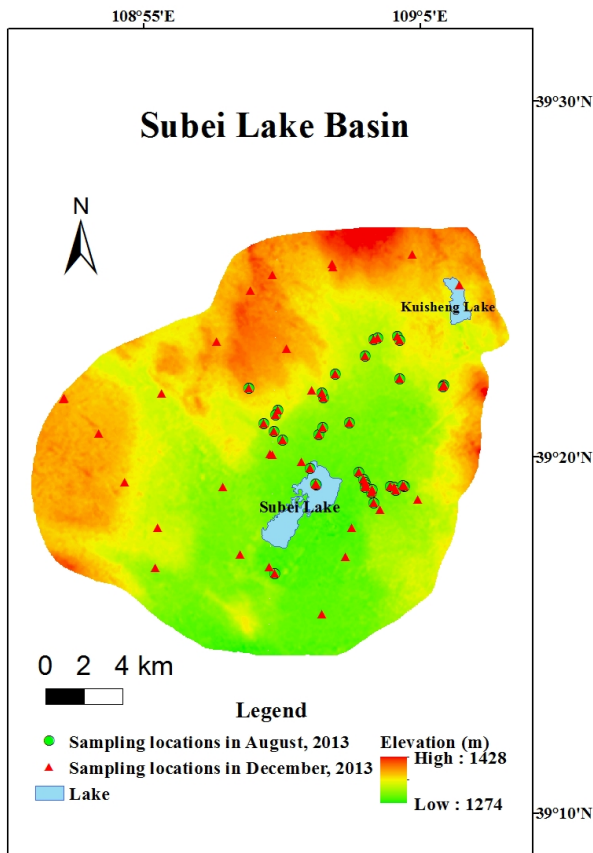 108°55'E 109°5'E
39°30'N
Subei Lake Basin
N
Kuisheng Lake
39°20'N
Subei Lake
0 2 4 km
Legend
Sampling locations in August, 2013
Sampling locations in December, 2013
Lake
Elevation (m)
High : 1428
Low : 1274
39°10'N